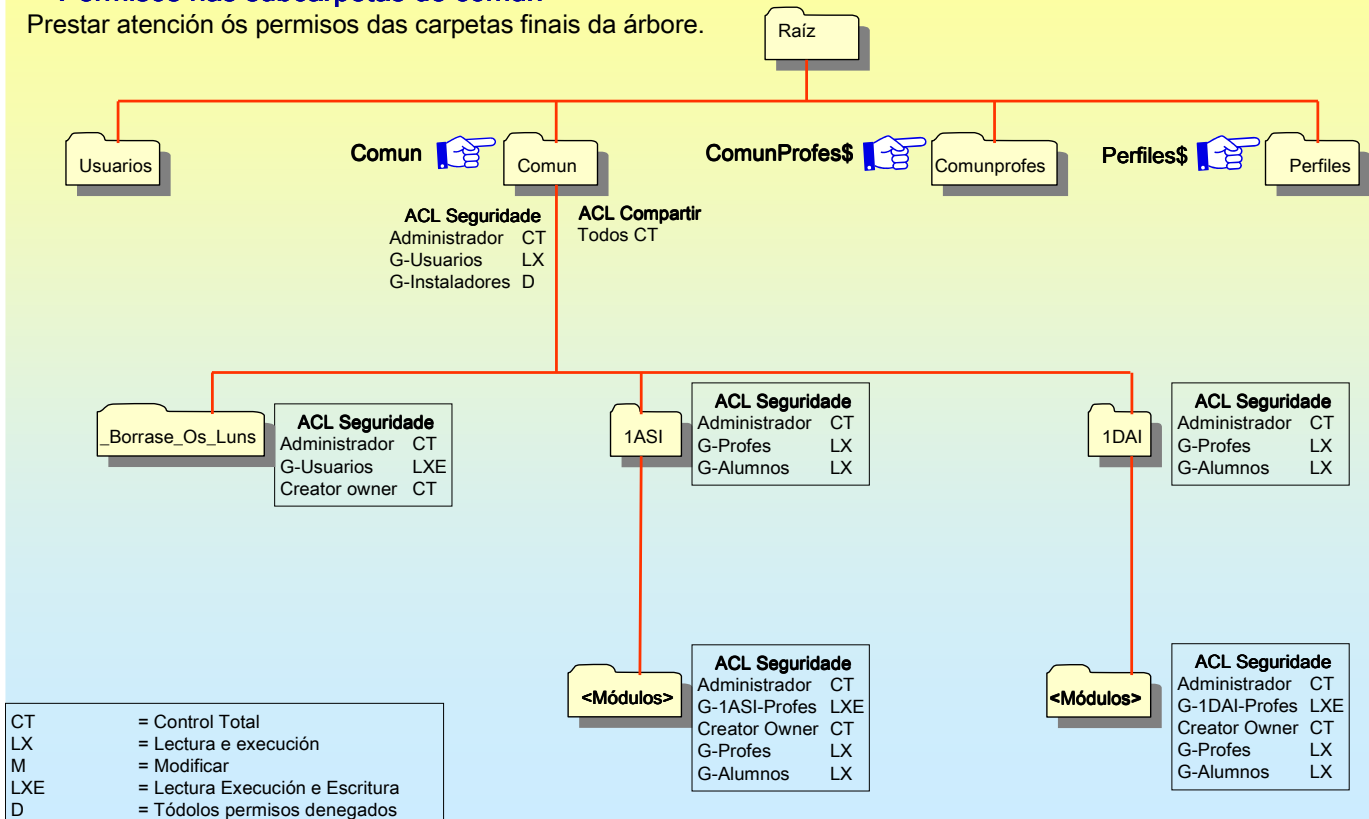 Permisos nas subcarpetas de comun
Prestar atención ós permisos das carpetas finais da árbore.
Raíz
Usuarios
Comun
Comun
ComunProfes$
Comunprofes
Perfiles$
Perfiles
ACL Seguridade
Administrador CT
G-Usuarios LX
G-Instaladores D
ACL Compartir
Todos CT
_Borrase_Os_Luns
ACL Seguridade
Administrador CT
G-Usuarios LXE
Creator owner CT
1ASI
ACL Seguridade
Administrador CT
G-Profes LX
G-Alumnos LX
1DAI
ACL Seguridade
Administrador CT
G-Profes LX
G-Alumnos LX
<Módulos>
ACL Seguridade
Administrador CT
G-1ASI-Profes LXE
Creator Owner CT
G-Profes LX
G-Alumnos LX
<Módulos>
ACL Seguridade
Administrador CT
G-1DAI-Profes LXE
Creator Owner CT
G-Profes LX
G-Alumnos LX
CT = Control Total
LX = Lectura e execución
M = Modificar
LXE = Lectura Execución e Escritura
D = Tódolos permisos denegados